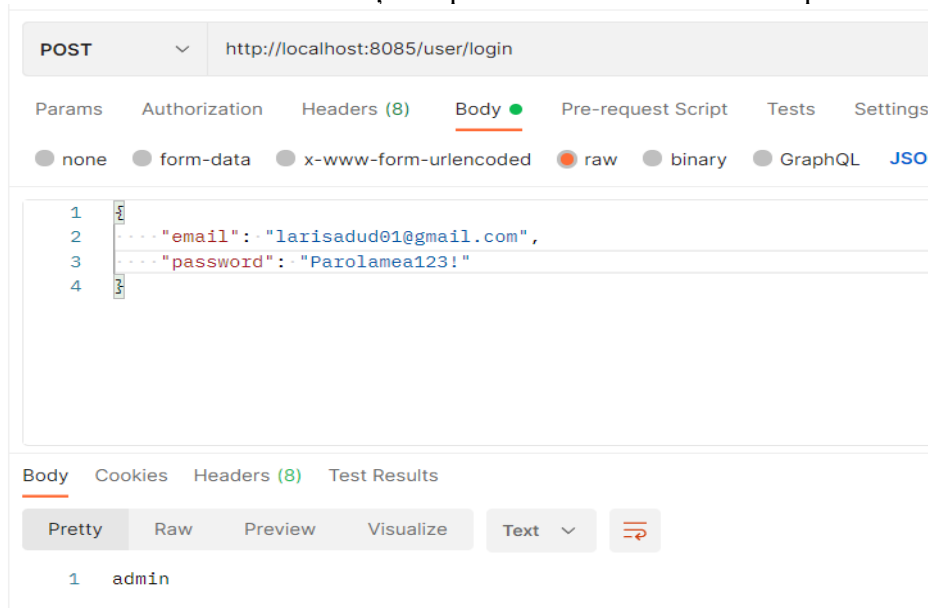 POST http://localhost:8085/user/login
Params Authorization Headers (8) Body Pre-request Script Tests Settings
none form-data x-www-form-urlencoded raw binary GraphQL JSO
1 {
2 "email": "larisadud01@gmail.com",
3 "password": "Parolamea123!"
4 }
Body Cookies Headers (8) Test Results
Pretty Raw Preview Visualize Text
1 admin